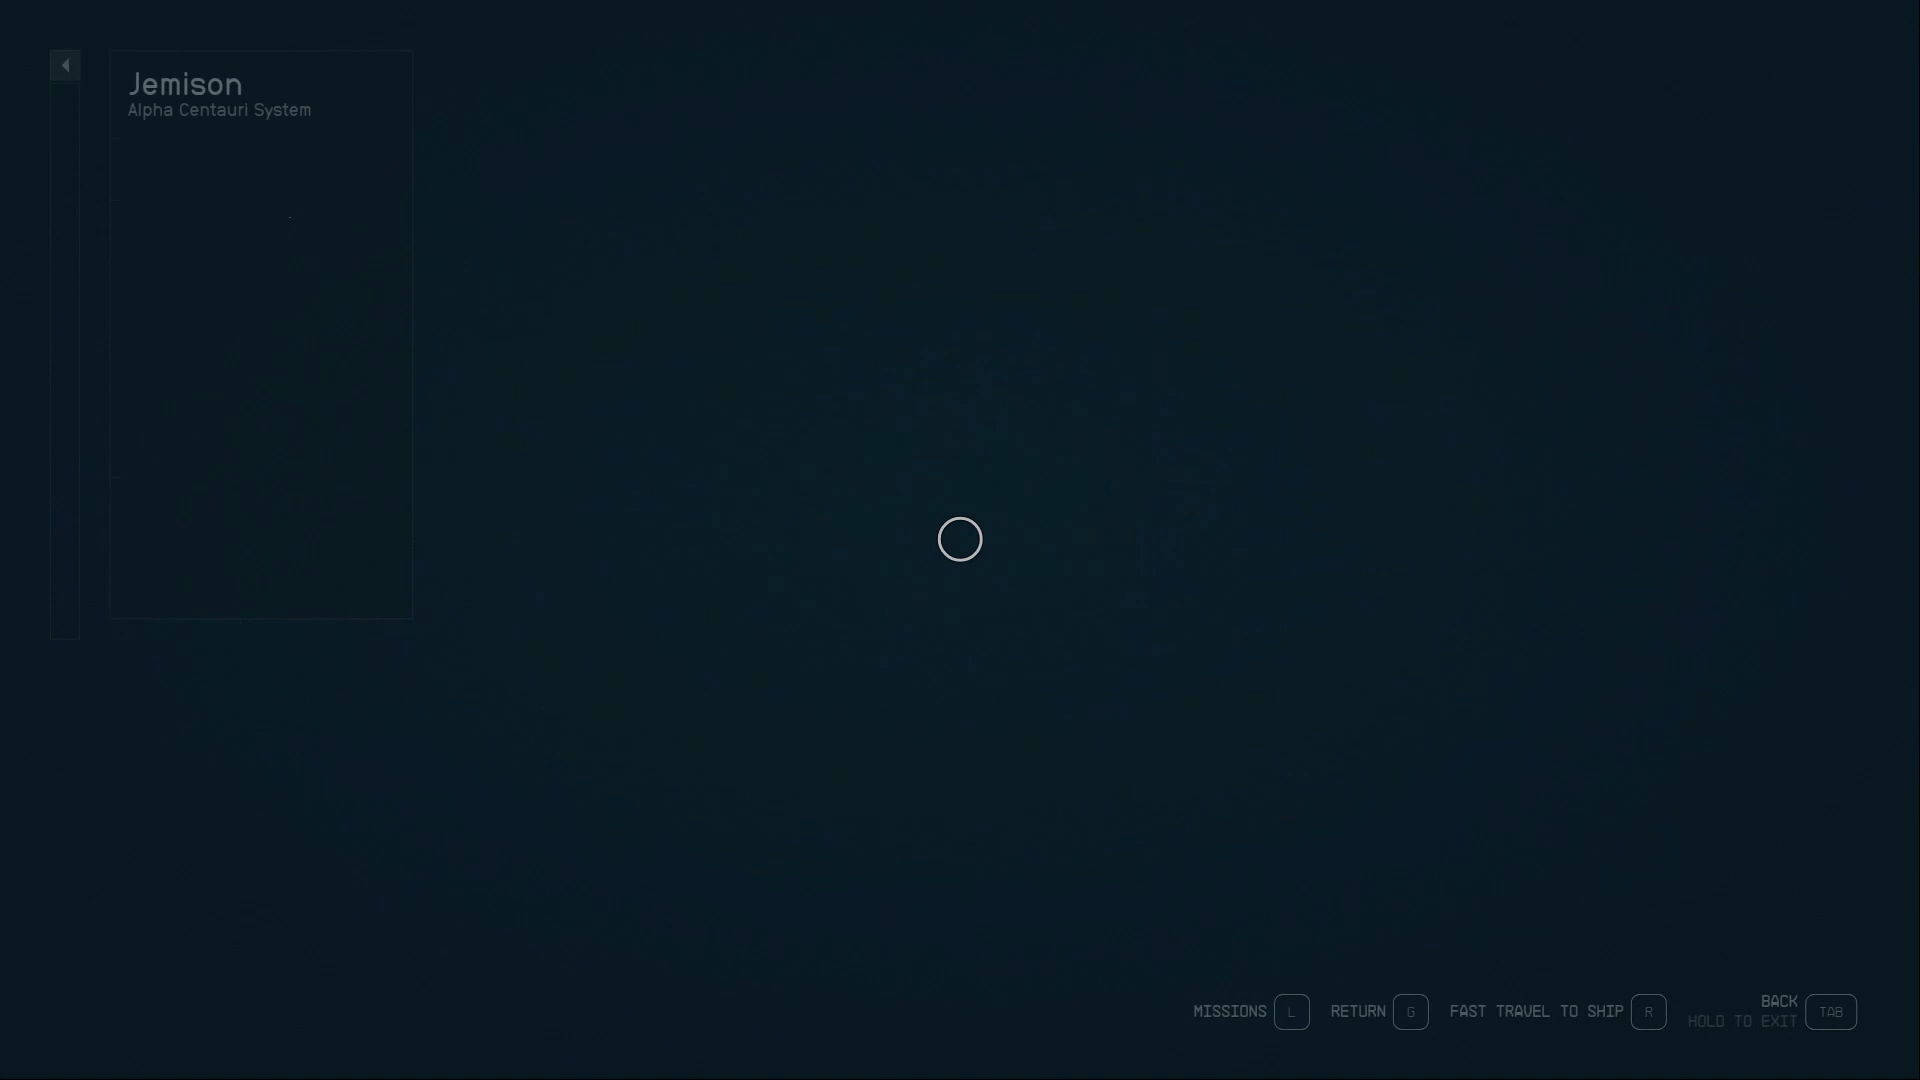 Jemison
Alpha Centauri System
MISSIONS L
RETURN G
FAST TRAVEL TO SHIP R
BACK
HOLD TO EXIT
TAB